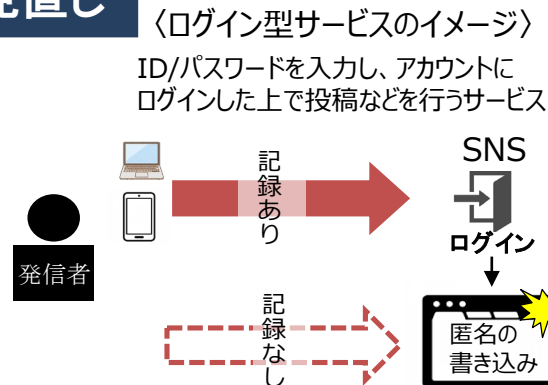 見直し
〈ログイン型サービスのイメージ〉
ID/パスワードを入力し、アカウントに
ログインした上で投稿などを行うサービス
SNS
記録あり
ログイン
発信者
記録なし
匿名の
書き込み